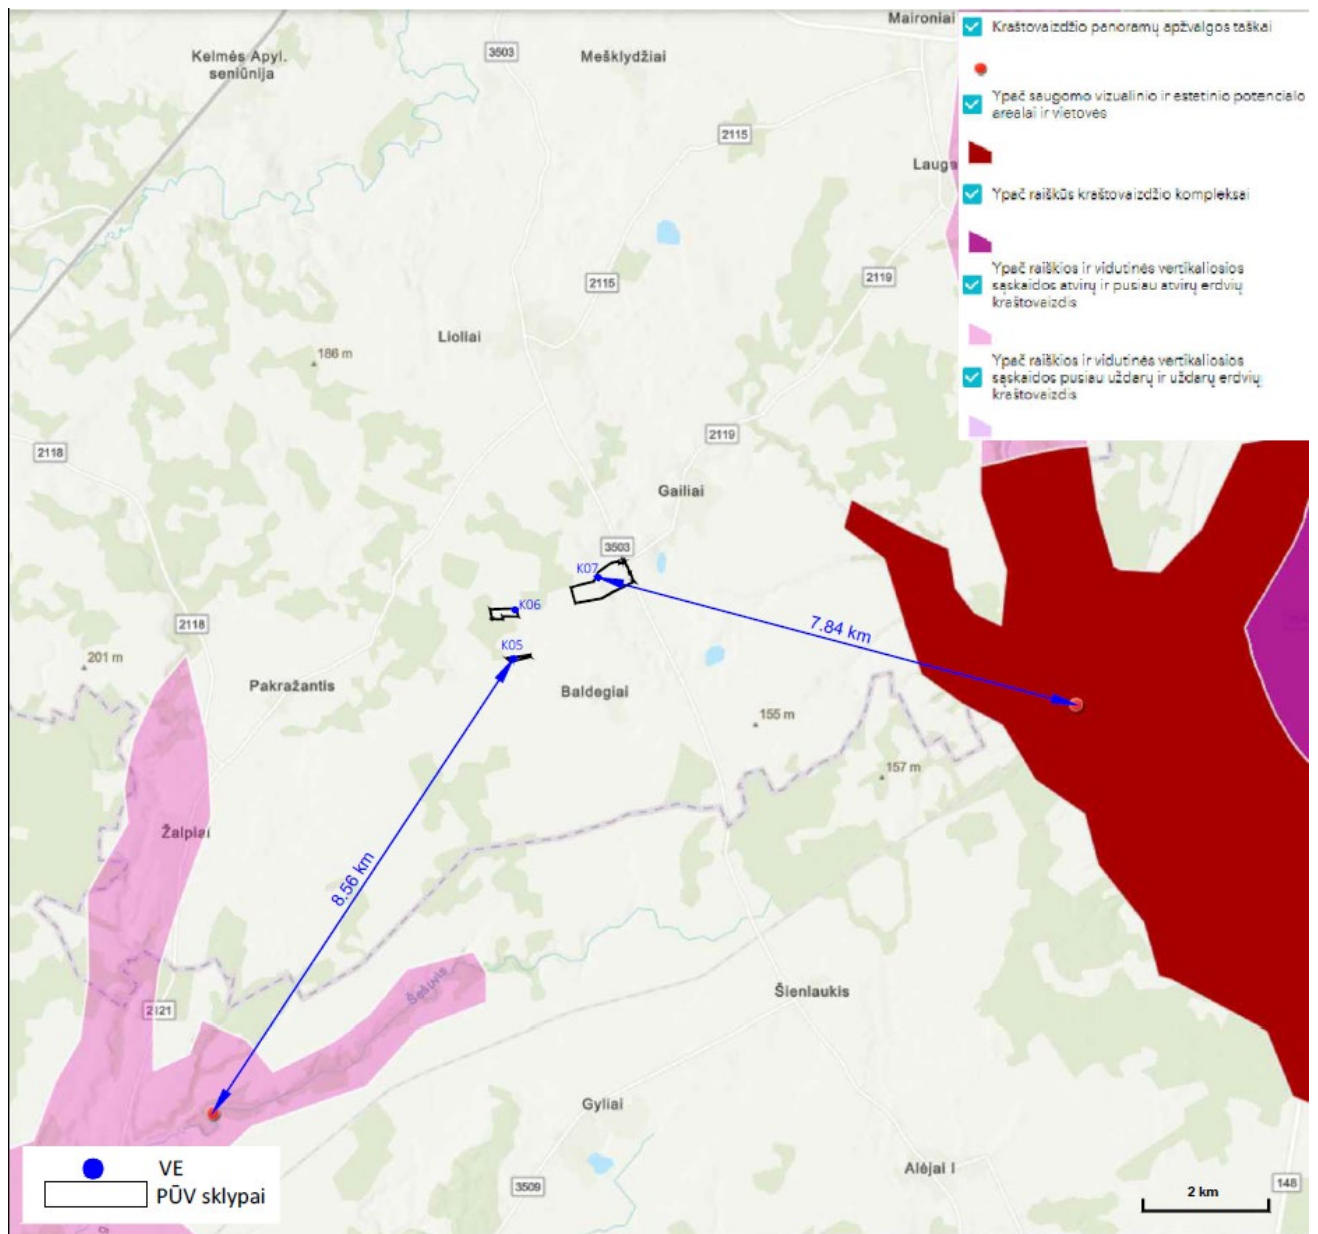 Maironiai
3503
Kelmės Apyl.
seniūnija
Mešklydžiai
2115
Lauga
2119
2115
Lioliai
186 m
2118
2119
Gailiai
3503
K07
K06
K05
7.84 km
2118
201 m
Pakražantis
Baldegiai
155 m
157 m
Žalpiai
8.56 km
Šešuvis
2121
Šienlaukis
Gyliai
Alėjai I
3509
148
Kraštovaizdžio panoramų apžvalgos taškai
Ypač saugomo vizualinio ir estetinio potencialo
arealai ir vietovės
Ypač raiškūs kraštovaizdžio kompleksai
Ypač raiškios ir vidutinės vertikaliosios
sąskaidos atvirų ir pusiau atvirų erdvių
kraštovaizdis
Ypač raiškios ir vidutinės vertikaliosios
sąskaidos pusiau uždarų ir uždarų erdvių
kraštovaizdis
VE
PŪV sklypai
2 km